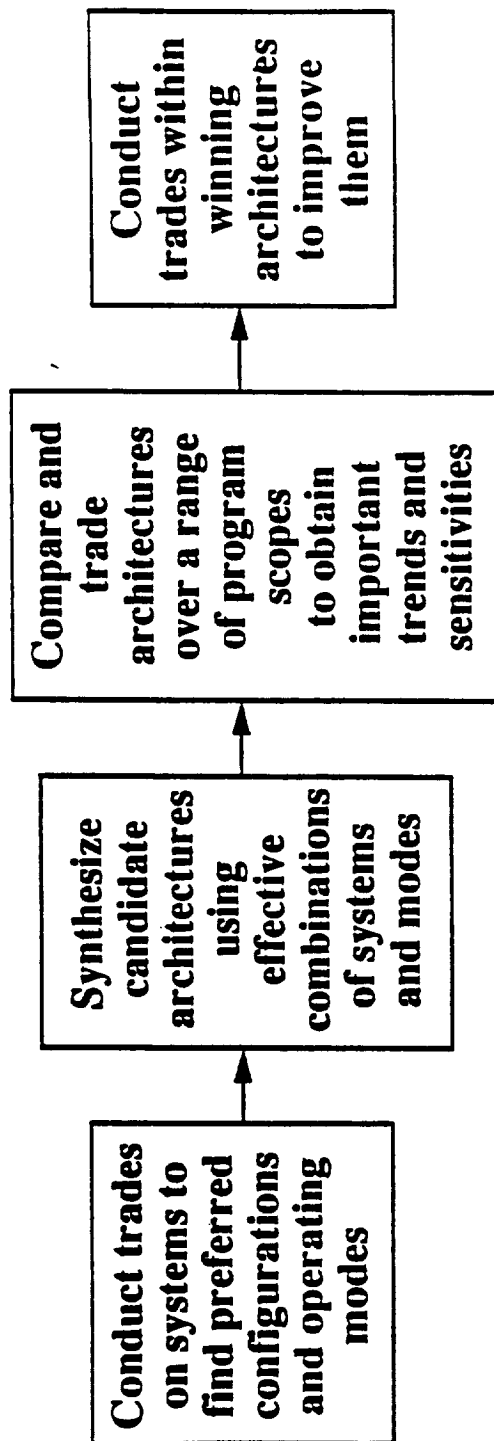 Conduct trades
on systems to
find preferred
configurations
and operating
modes
Synthesize
candidate
architectures
using
effective
combinations
of systems
and modes
Compare and
trade
architectures
over a range
of program
scopes
to obtain
important
trends and
sensitivities
Conduct
trades within
winning
architectures
to improve
them